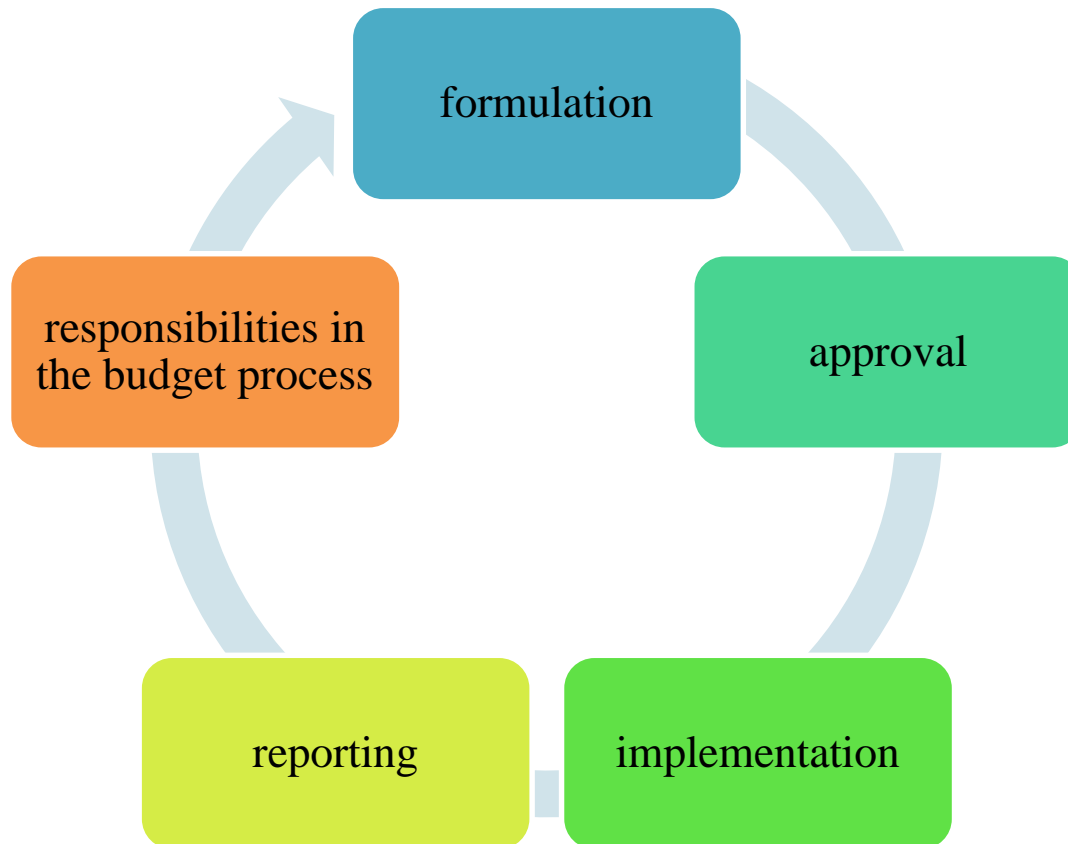 formulation
approval
implementation
reporting
responsibilities in
the budget process